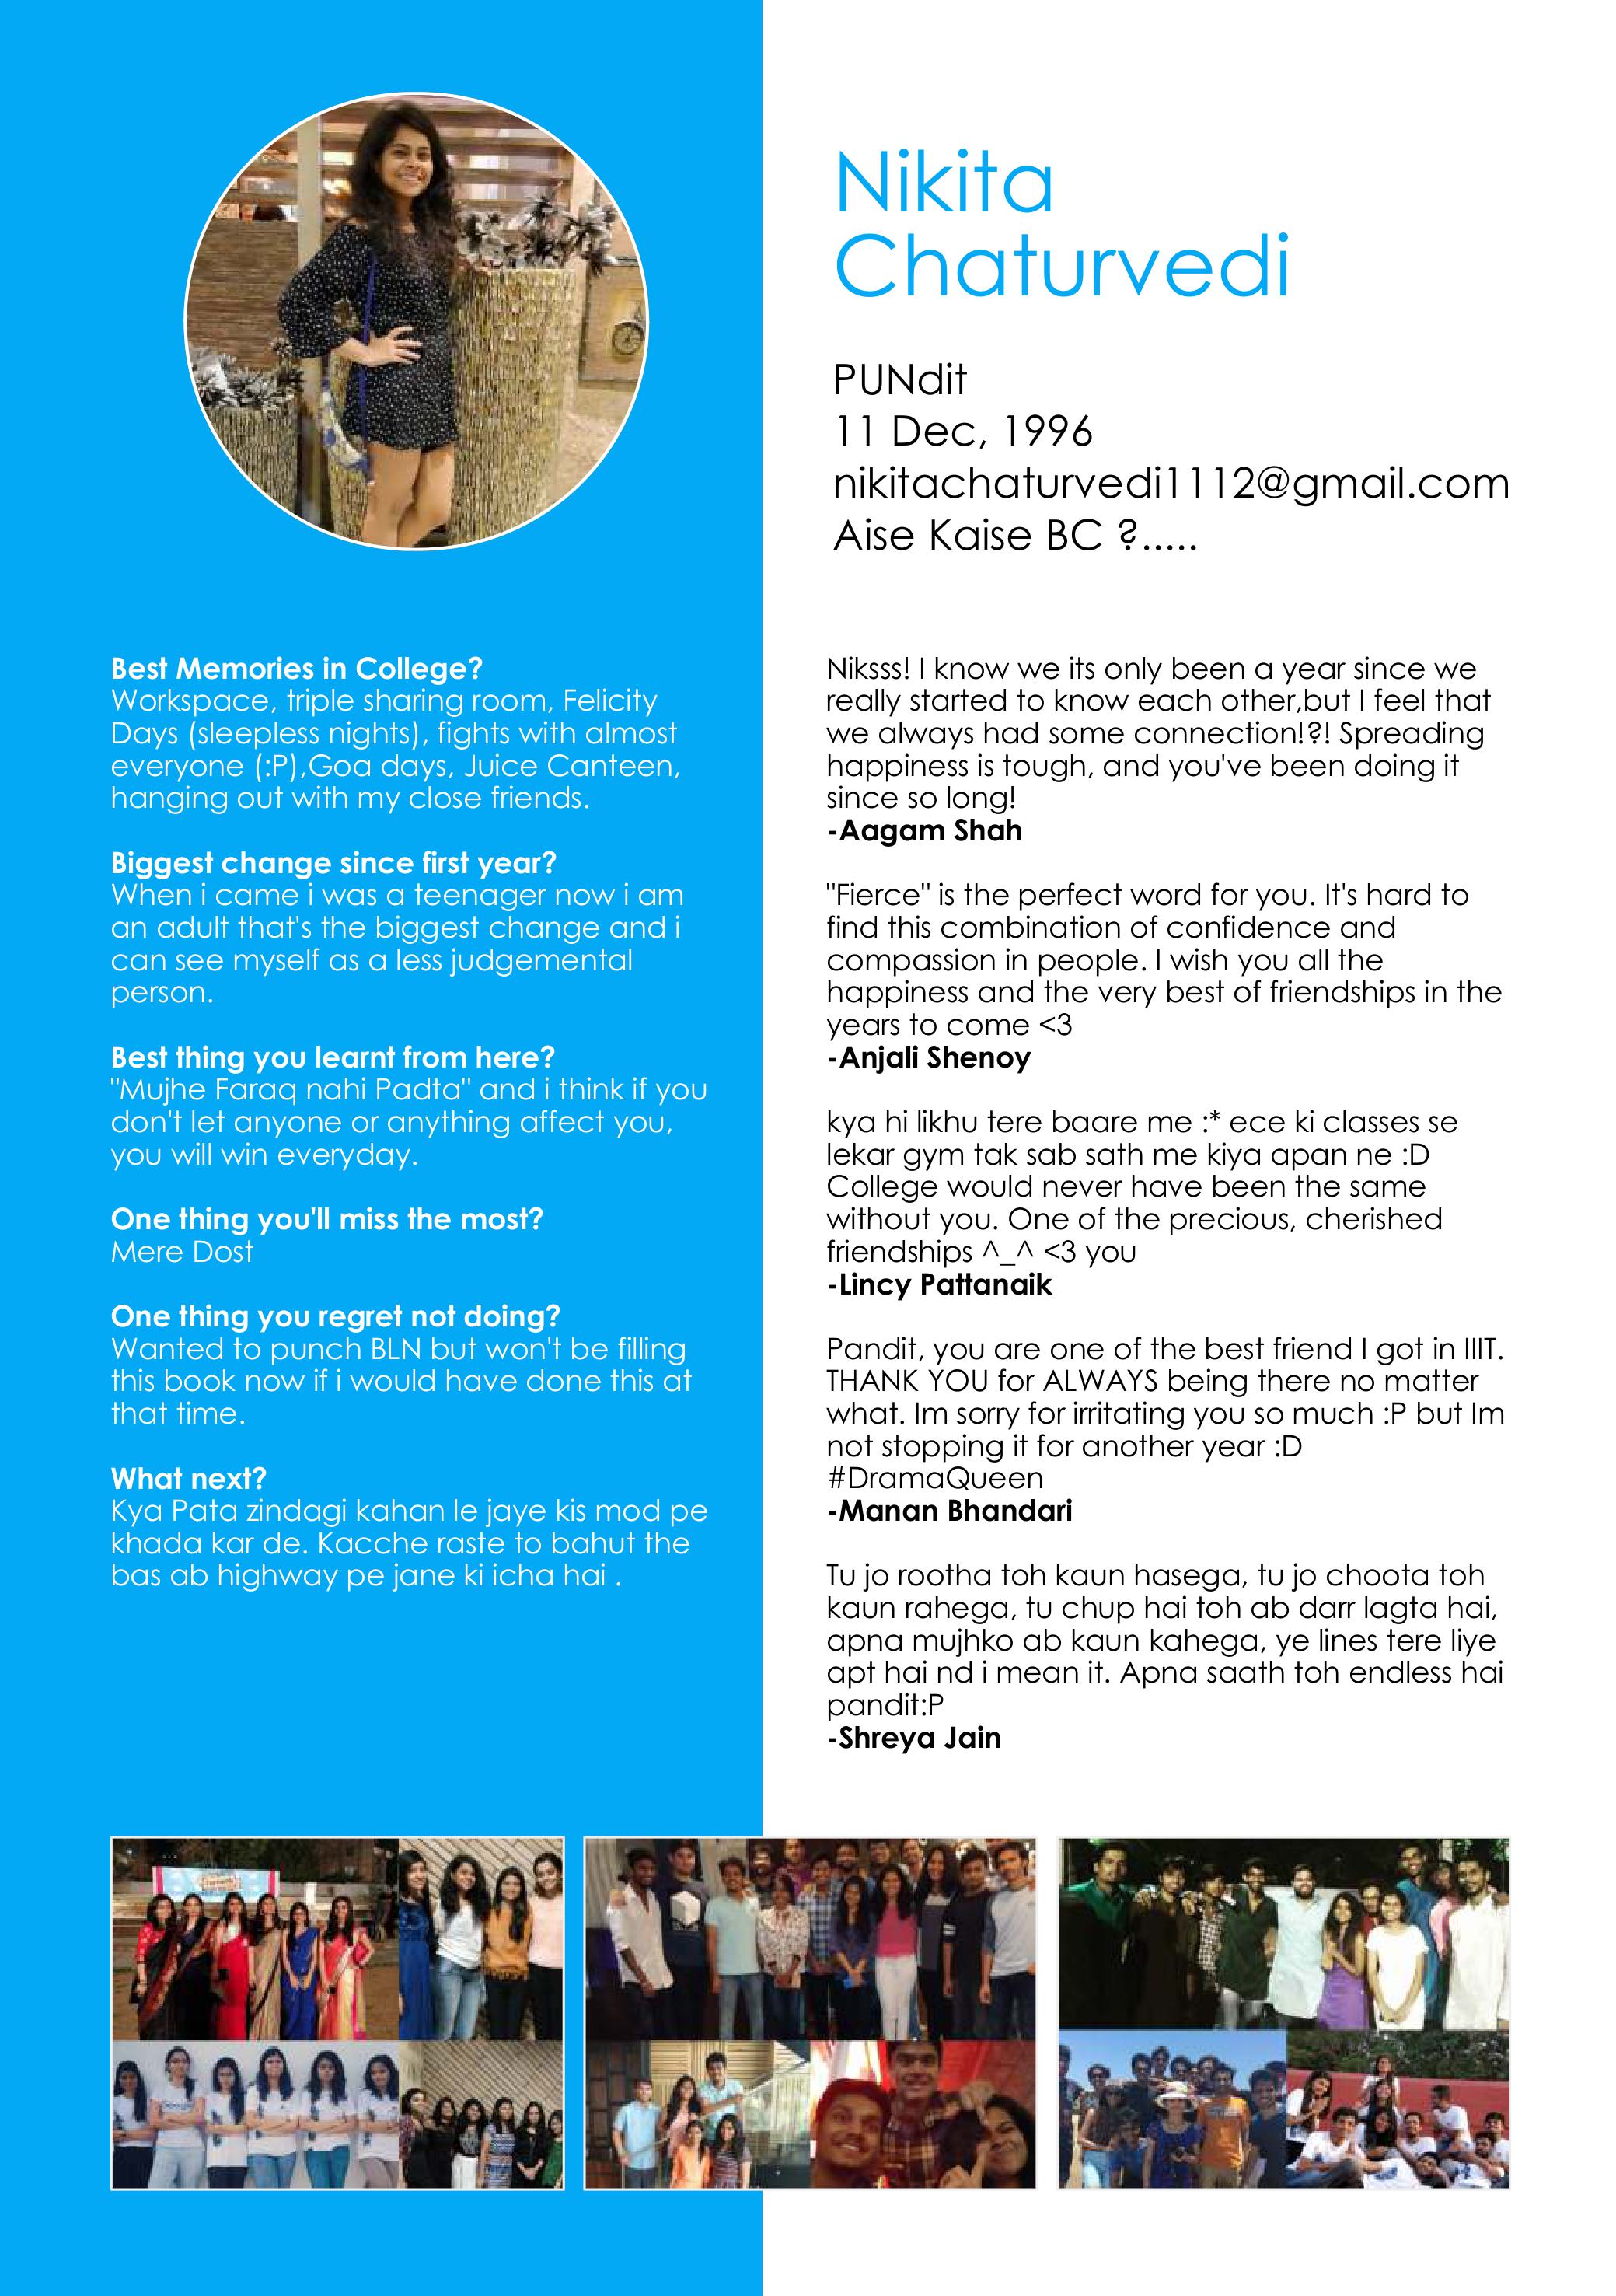 Nikita
Chaturvedi
PUNdit
11 Dec, 1996
nikitachaturvedi1112@gmail.com
Aise Kaise BC ?.....
Best Memories in College?
Workspace, triple sharing room, Felicity
Days (sleepless nights), fights with almost
everyone (:P),Goa days, Juice Canteen,
hanging out with my close friends.
Biggest change since first year?
When i came i was a teenager now i am
an adult that's the biggest change and i
can see myself as a less judgemental
person.
Best thing you learnt from here?
"Mujhe Faraq nahi Padta" and i think if you
don't let anyone or anything affect you,
you will win everyday.
One thing you'll miss the most?
Mere Dost
One thing you regret not doing?
Wanted to punch BLN but won't be filling
this book now if i would have done this at
that time.
What next?
Kya Pata zindagi kahan le jaye kis mod pe
khada kar de. Kacche raste to bahut the
bas ab highway pe jane ki icha hai .
Niksss! I know we its only been a year since we
really started to know each other,but I feel that
we always had some connection!?! Spreading
happiness is tough, and you've been doing it
since so long!
-Aagam Shah
"Fierce" is the perfect word for you. It's hard to
find this combination of confidence and
compassion in people. I wish you all the
happiness and the very best of friendships in the
years to come <3
-Anjali Shenoy
kya hi likhu tere baare me :* ece ki classes se
lekar gym tak sab sath me kiya apan ne :D
College would never have been the same
without you. One of the precious, cherished
friendships ^_^ <3 you
-Lincy Pattanaik
Pandit, you are one of the best friend I got in IIIT.
THANK YOU for ALWAYS being there no matter
what. Im sorry for irritating you so much :P but Im
not stopping it for another year :D
#DramaQueen
-Manan Bhandari
Tu jo rootha toh kaun hasega, tu jo choota toh
kaun rahega, tu chup hai toh ab darr lagta hai,
apna mujhko ab kaun kahega, ye lines tere liye
apt hai nd i mean it. Apna saath toh endless hai
pandit:P
-Shreya Jain